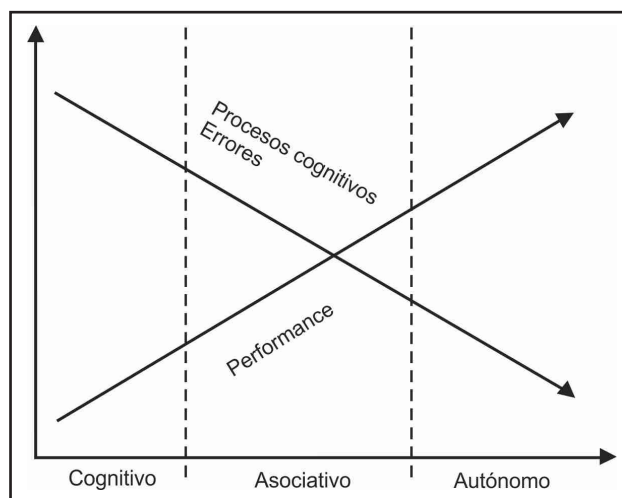 Procesos cognitivos
Errores
Performance
Cognitivo
Asociativo
Autónomo